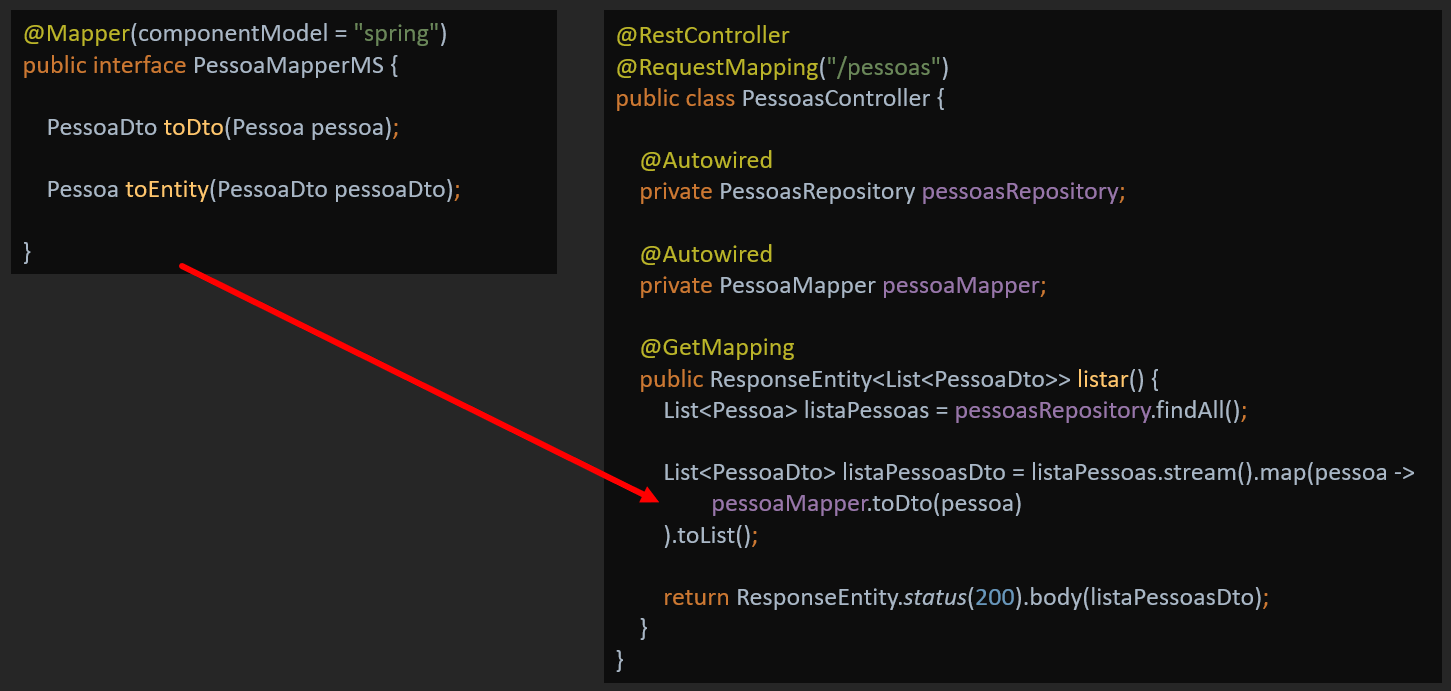 @Mapper(componentModel = "spring")
public interface PessoaMapperMS {
PessoaDto toDto(Pessoa pessoa);
Pessoa toEntity(PessoaDto pessoaDto);
}
@RestController
@RequestMapping("/pessoas")
public class PessoasController {
@Autowired
private PessoasRepository pessoasRepository;
@Autowired
private PessoaMapper pessoaMapper;
@GetMapping
public ResponseEntity<List<PessoaDto>> listar() {
List<Pessoa> listaPessoas = pessoasRepository.findAll();
List<PessoaDto> listaPessoasDto = listaPessoas.stream().map(pessoa ->
pessoaMapper.toDto(pessoa)
).toList();
return ResponseEntity.status(200).body(listaPessoasDto);
}
}